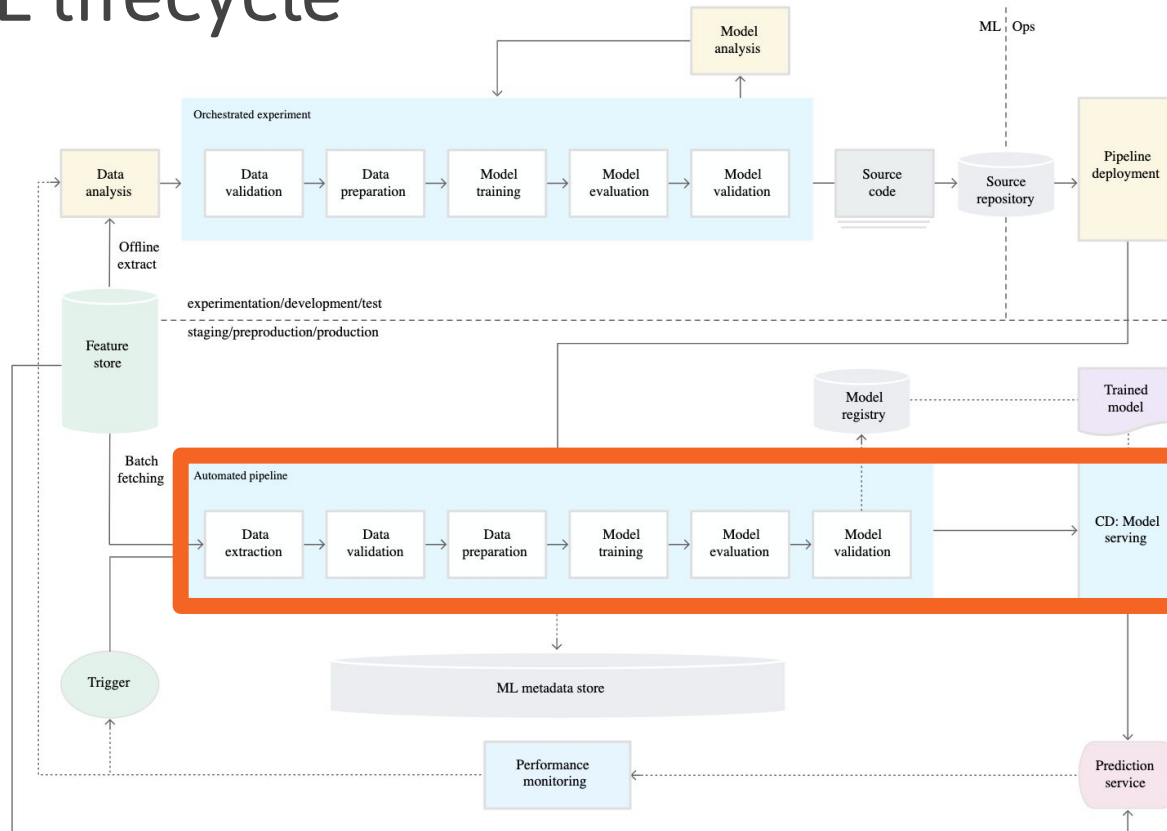 lifecycle
Model
analysis
ML
Ops
Orchestrated experiment
Data
analysis
Data
validation
Data
preparation
Model
training
Model
evaluation
Model
validation
Source
code
Source
repository
Pipeline
deployment
Offline
extract
experimentation/development/test
staging/preproduction/production
Feature
store
Model
registry
Trained
model
Batch
fetching
Automated pipeline
Data
extraction
Data
validation
Data
preparation
Model
training
Model
evaluation
Model
validation
CD: Model
serving
Trigger
ML metadata store
Performance
monitoring
Prediction
service